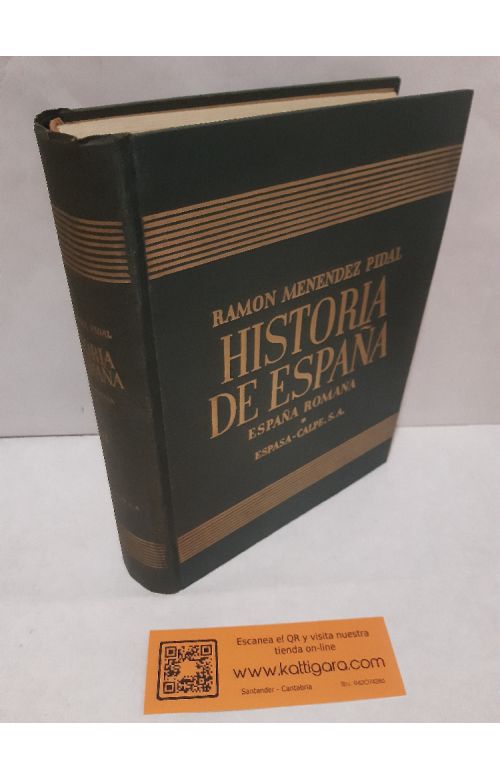 RAMON MENENDEZ PIDAL
HISTORIA
DE ESPAÑA
ESPAÑA ROMANA
ESPASA-CALPE, S.A.
PIDAL
Escanea el QR y visita nuestra
tienda on-line
www.kattigara.com
Santander - Cantabria